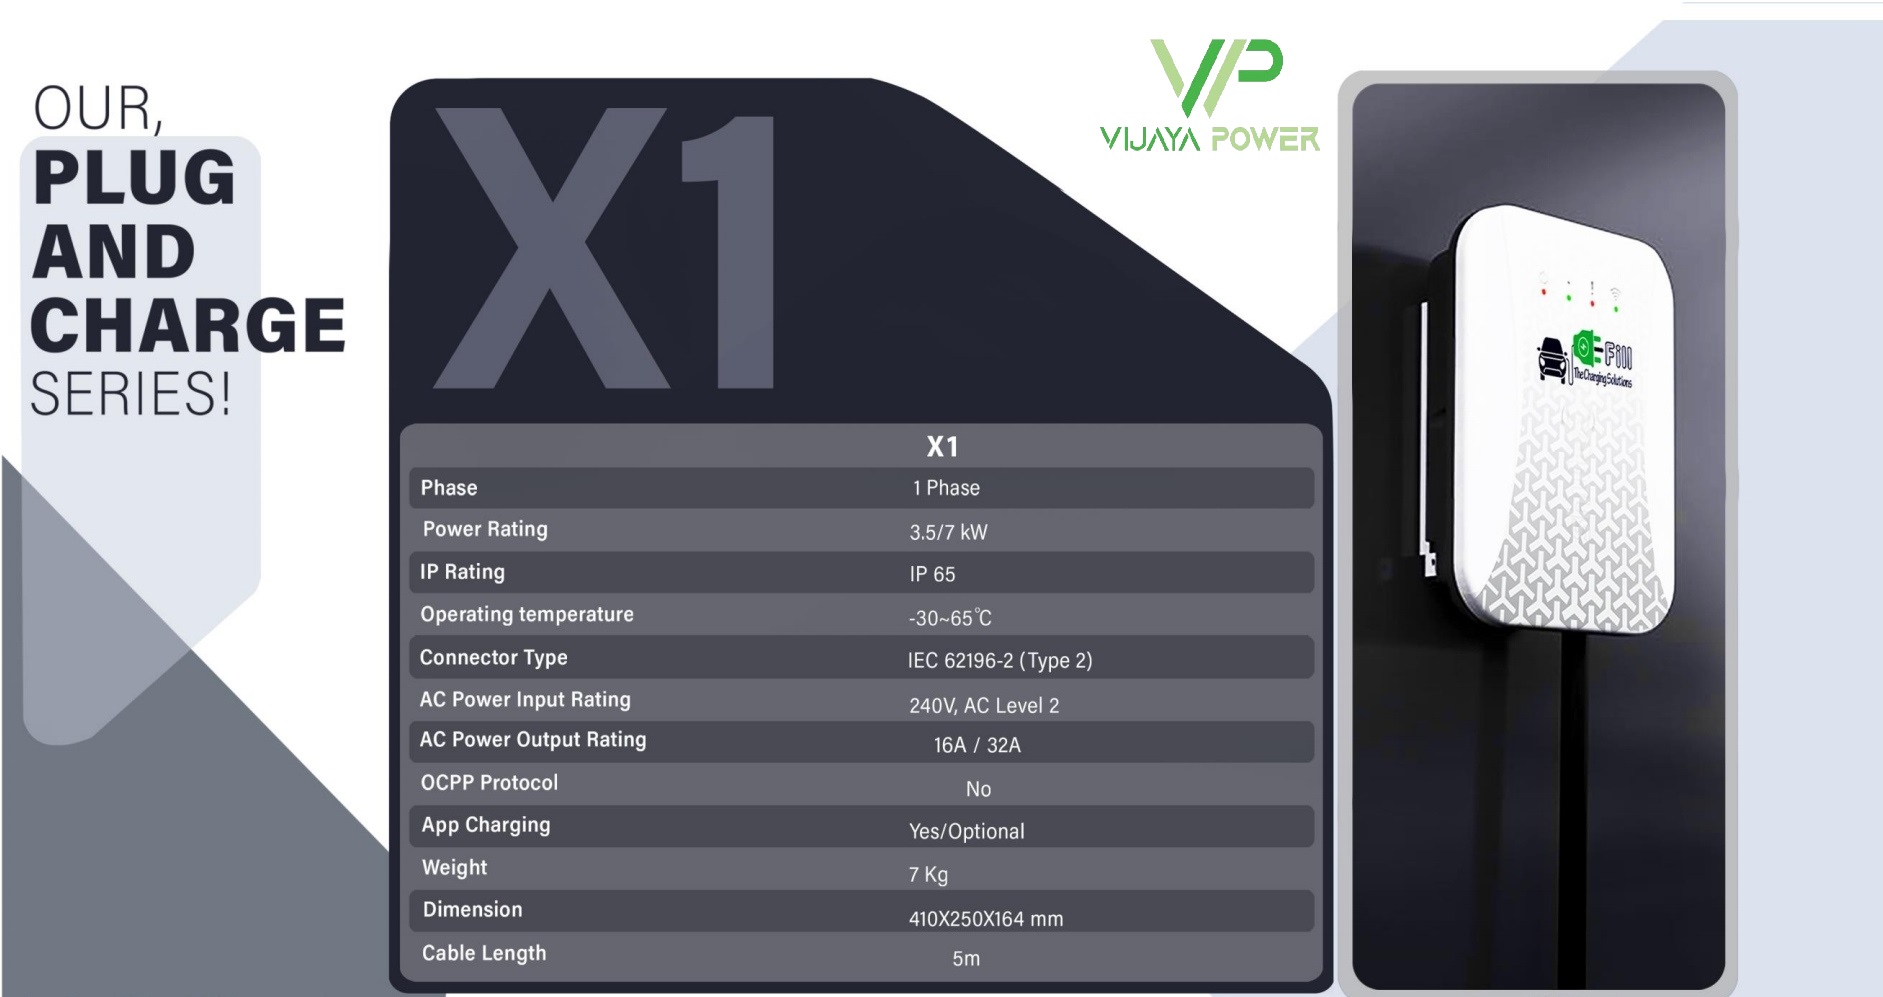 OUR,
PLUG
AND
CHARGE
SERIES!
X1
VIJAYA POWER
X1
Phase 1 Phase
Power Rating 3.5/7 kW
IP Rating IP 65
Operating temperature -30~65℃
Connector Type IEC 62196-2 (Type 2)
AC Power Input Rating 240V, AC Level 2
AC Power Output Rating 16A / 32A
OCPP Protocol No
App Charging Yes/Optional
Weight 7 Kg
Dimension 410X250X164 mm
Cable Length 5m
E-Fill
The Charging Solutions